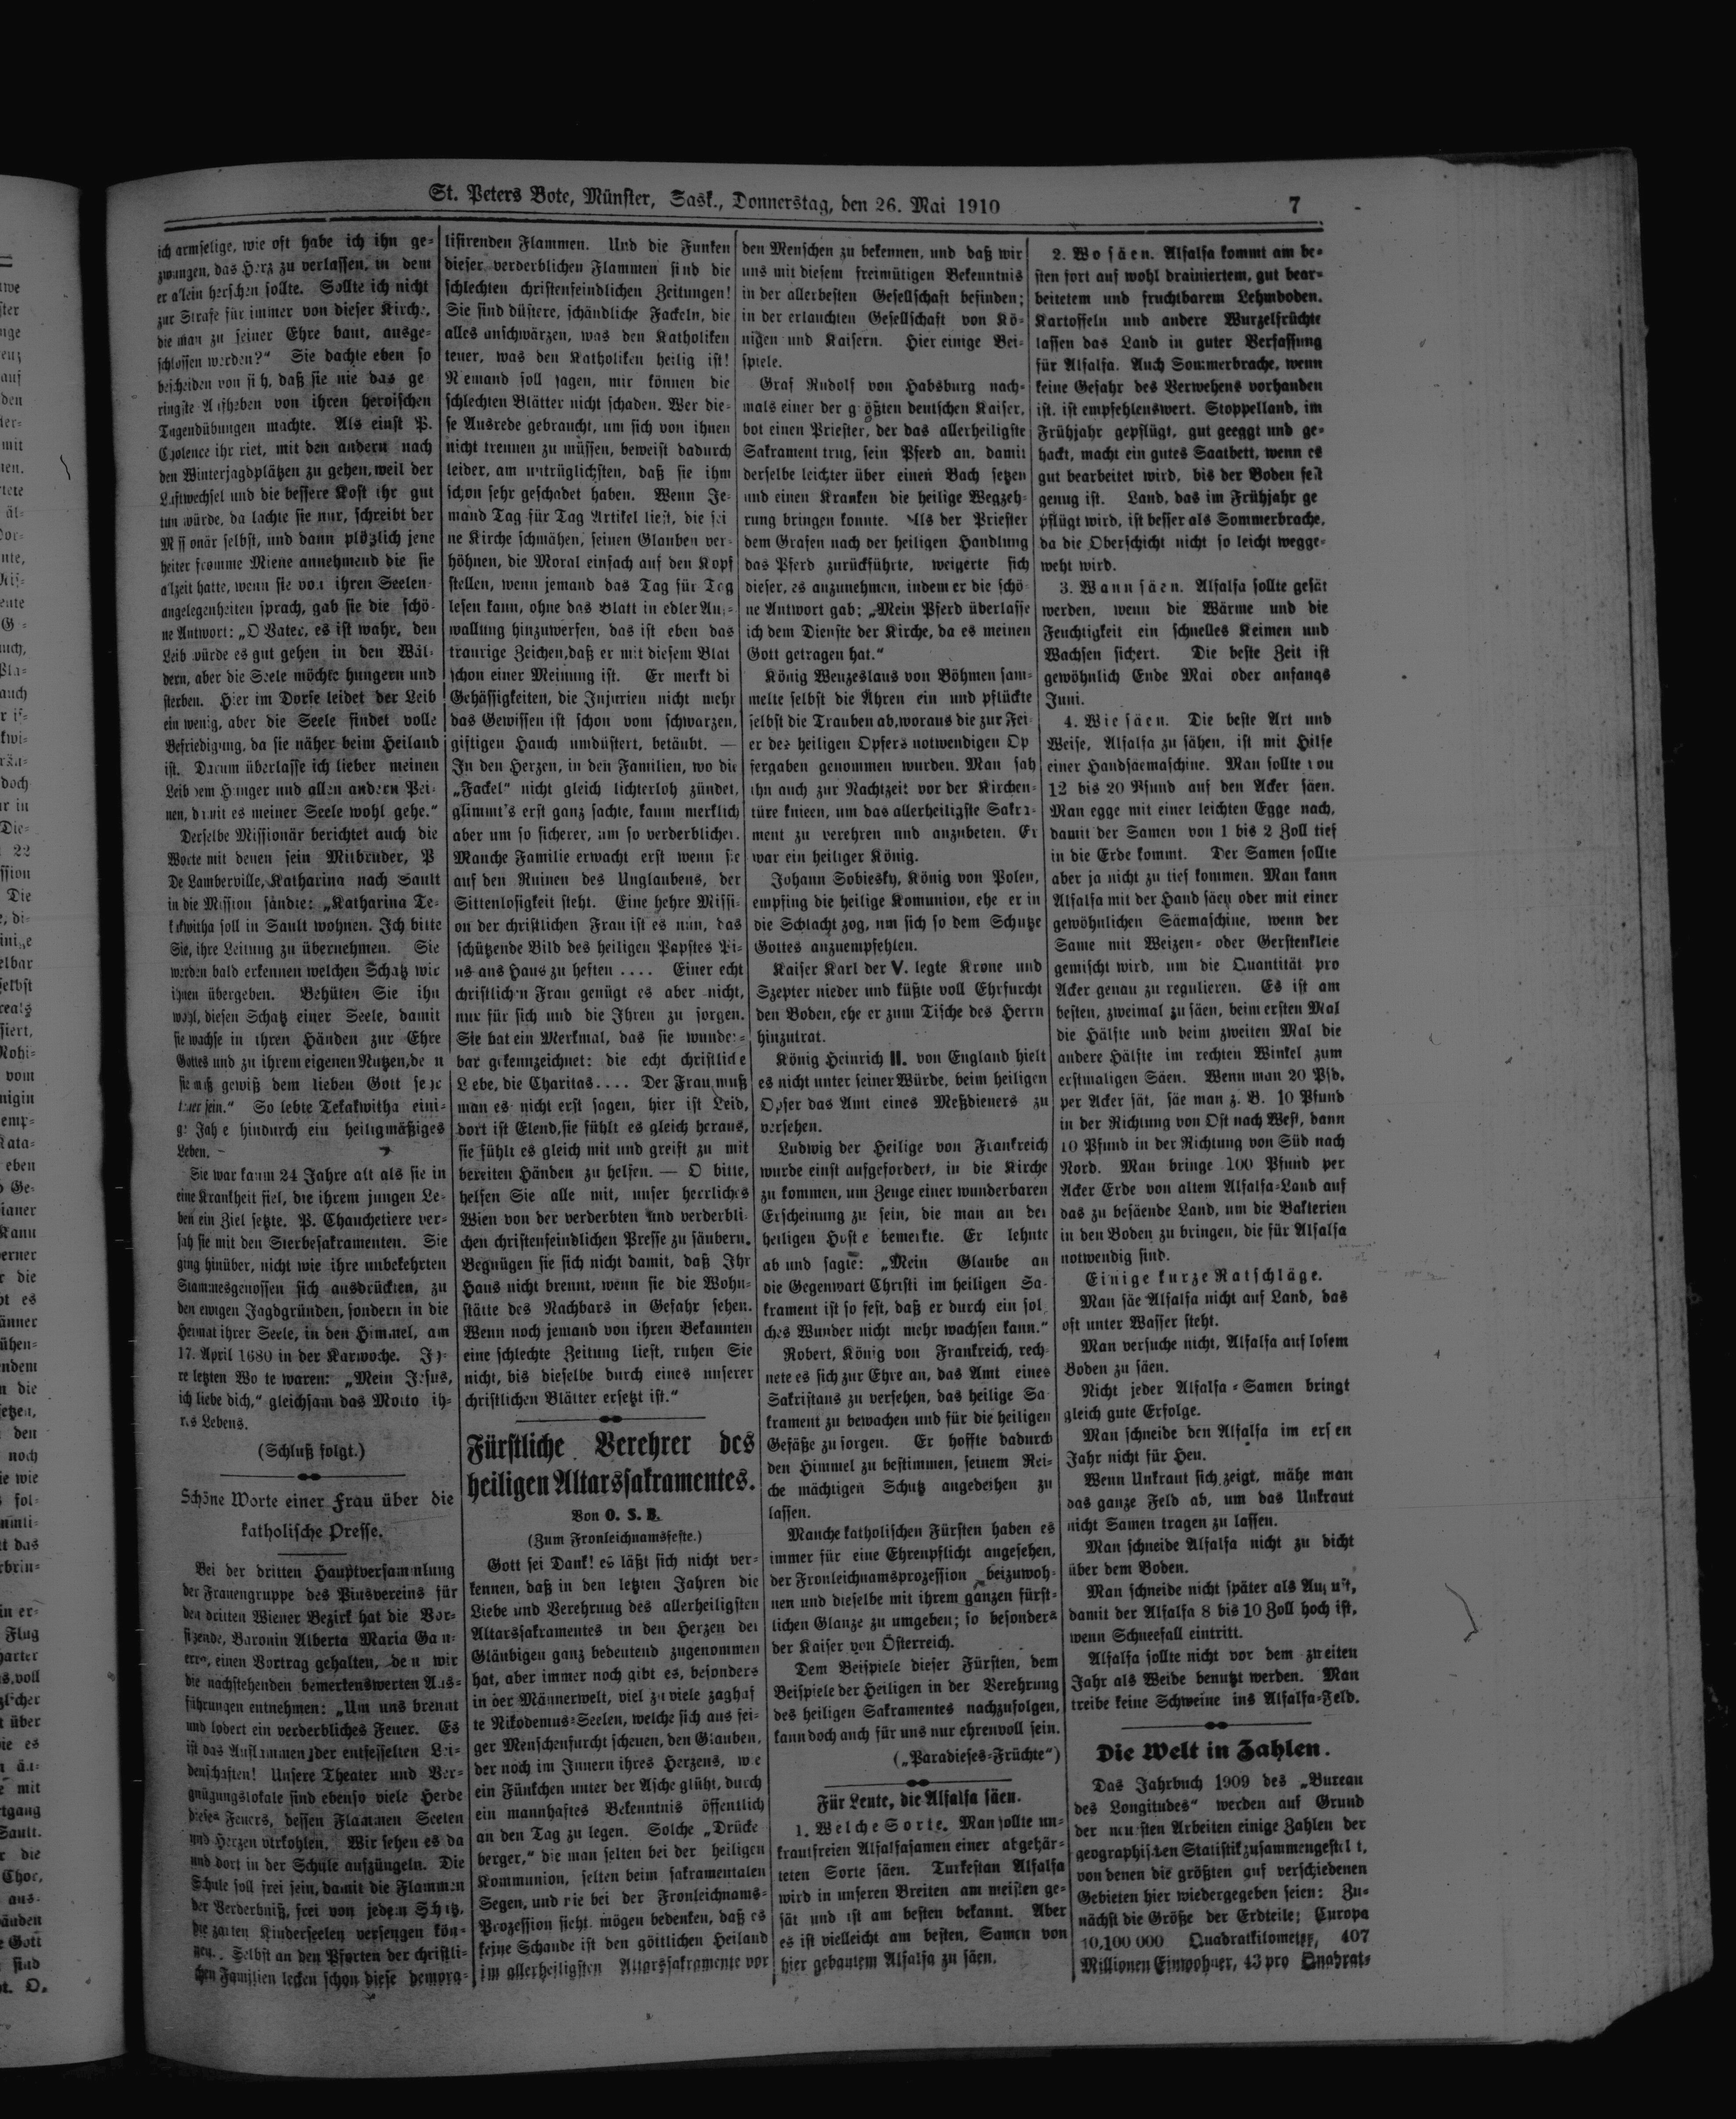 St. Peters Bote, Münster, Sask., Donnerstag, den 26. Mai 1910
7
ich armselige, wie oft habe ich ihn ge-
zwungen, das Herz zu verlassen, in dem
er allein herschen sollte. Sollte ich nicht
zur Strafe für immer von dieser Kirche,
die man zu seiner Ehre baut, ausge-
schlossen werden?" Sie dachte eben so
bescheiden von sich, daß sie nie das ge
ringste Aufheben von ihren heroischen
Tugendübungen machte. Als einst P.
Cholenec ihr riet, mit den andern nach
den Winterjagdplätzen zu gehen, weil der
Luftwechsel und die bessere Kost ihr gut
tun würde, da lachte sie nur, schreibt der
Missionär selbst, und dann plözlich jene
heiter fromme Miene annehmend die sie
alzeit hatte, wenn sie von ihren Seelen-
angelegenheiten sprach, gab sie die schö-
ne Antwort: „O Vater, es ist wahr, den
Leib würde es gut gehen in den Wäl-
dern, aber die Seele möchte hungern und
sterben. Hier im Dorfe leidet der Leib
ein wenig, aber die Seele findet volle
Befriedigung, da sie näher beim Heiland
ist. Darum überlasse ich lieber meinen
Leib dem Hunger und allen andern Pei-
nen, damit es meiner Seele wohl gehe."
Derselbe Missionär berichtet auch die
Worte mit denen sein Mitbruder, P
De Lamberville, Katharina nach Sault
in die Mission sandte: „Katharina Te-
kakwitha soll in Sault wohnen. Ich bitte
Sie, ihre Leitung zu übernehmen. Sie
werden bald erkennen welchen Schatz wir
ihnen übergeben. Behüten Sie ihn
wohl, diesen Schatz einer Seele, damit
sie wachse in ihren Händen zur Ehre
Gottes und zu ihrem eigenen Nutzen, denn
sie muß gewiß dem lieben Gott sehr
teuer sein." So lebte Tekakwitha eini-
ge Jahre hindurch ein heiligmäßiges
Leben. –
Sie war kaum 24 Jahre alt als sie in
eine Krankheit fiel, die ihrem jungen Le-
ben ein Ziel setzte. P. Chauchetiere ver-
sah sie mit den Sterbesakramenten. Sie
ging hinüber, nicht wie ihre unbekehrten
Stammesgenossen sich ausdrückten, zu
den ewigen Jagdgründen, sondern in die
Heimat ihrer Seele, in den Himmel, am
17. April 1680 in der Karwoche. Ih-
re letzten Worte waren: „Mein Jesus,
ich liebe dich," gleichsam das Motto ih-
res Lebens.
(Schluß folgt.)
Schöne Worte einer Frau über die
katholische Presse.
Bei der dritten Hauptversammlung
der Frauengruppe des Piusvereins für
den dritten Wiener Bezirk hat die Vor-
sizende, Baronin Alberta Maria
einen Vortrag gehalten, dem wir
die nachstehenden bemerkenswerten Aus-
führungen entnehmen: „Um uns brennt
und lodert ein verderbliches Feuer. Es
ist das Aufflammen der entfesselten Lei-
denschaften! Unsere Theater und Ver-
gnügungslokale sind ebenso viele Herde
dieses Feuers, dessen Flammen Seelen
und Herzen verkohlen. Wir sehen es da
und dort in der Schule aufzüngeln. Die
Schule soll frei sein, damit die Flammen
der Verderbniß, frei von jedem Schutz,
die zarten Kinderseelen versengen kön-
nen. Selbst an den Pforten der christli-
chen Familien lecken schon diese demora-
lisirenden Flammen. Und die Funken
dieser verderblichen Flammen sind die
schlechten christenfeindlichen Zeitungen!
Sie sind düstere, schändliche Fackeln, die
alles anschwärzen, was den Katholiken
teuer, was den Katholiken heilig ist!
Niemand soll sagen, mir können die
schlechten Blätter nicht schaden. Wer die-
se Ausrede gebraucht, um sich von ihnen
nicht trennen zu müssen, beweist dadurch
leider, am untrüglichsten, daß sie ihm
schon sehr geschadet haben. Wenn Je-
mand Tag für Tag Artikel liest, die sei
ne Kirche schmähen, seinen Glauben ver-
höhnen, die Moral einfach auf den Kopf
stellen, wenn jemand das Tag für Tag
lesen kann, ohne das Blatt in edler Auf-
wallung hinzuwerfen, das ist eben das
traurige Zeichen, daß er mit diesem Blat
schon einer Meinung ist. Er merkt di
Gehässigkeiten, die Injurien nicht mehr
das Gewissen ist schon vom schwarzen,
giftigen Hauch umdüstert, betäubt. —
In den Herzen, in den Familien, wo die
„Fackel" nicht gleich lichterloh zündet,
glimmt's erst ganz sachte, kaum merklich
aber um so sicherer, um so verderblicher.
Manche Familie erwacht erst wenn sie
auf den Ruinen des Unglaubens, der
Sittenlosigkeit steht. Eine hehre Missi-
on der christlichen Frau ist es nun, das
schützende Bild des heiligen Papstes Pi-
us ans Haus zu heften .... Einer echt
christlichen Frau genügt es aber nicht,
nur für sich und die Ihren zu sorgen.
Sie hat ein Merkmal, das sie wunder-
bar gekennzeichnet: die echt christliche
Liebe, die Charitas.... Der Frau muß
man es nicht erst sagen, hier ist Leid,
dort ist Elend, sie fühlt es gleich heraus,
sie fühlt es gleich mit und greift zu mit
bereiten Händen zu helfen. — O bitte,
helfen Sie alle mit, unser herrliches
Wien von der verderbten und verderbli-
chen christenfeindlichen Presse zu säubern.
Begnügen sie sich nicht damit, daß Ihr
Haus nicht brennt, wenn sie die Wohn-
stätte des Nachbars in Gefahr sehen.
Wenn noch jemand von ihren Bekannten
eine schlechte Zeitung liest, ruhen Sie
nicht, bis dieselbe durch eines unserer
christlichen Blätter ersetzt ist."
Fürstliche Verehrer des
heiligen Altarssakramentes.
Von O. S. B.
(Zum Fronleichnamsfeste.)
Gott sei Dank! es läßt sich nicht ver-
kennen, daß in den letzten Jahren die
Liebe und Verehrung des allerheiligsten
Altarssakramentes in den Herzen der
Gläubigen ganz bedeutend zugenommen
hat, aber immer noch gibt es, besonders
in der Männerwelt, viel zu viele zaghaf
te Nikodemus-Seelen, welche sich aus fei-
ger Menschenfurcht scheuen, den Glauben,
der noch im Innern ihres Herzens, wie
ein Fünkchen unter der Asche glüht, durch
ein mannhaftes Bekenntnis öffentlich
an den Tag zu legen. Solche „Drücke
berger," die man selten bei der heiligen
Kommunion, selten beim sakramentalen
Segen, und nie bei der Fronleichnams-
Prozession sieht, mögen bedenken, daß es
keine Schande ist den göttlichen Heiland
im allerheiligsten Altarssakramente vor
den Menschen zu bekennen, und daß wir
uns mit diesem freimütigen Bekenntnis
in der allerbesten Gesellschaft befinden;
in der erlauchten Gesellschaft von Kö-
nigen und Kaisern. Hier einige Bei-
spiele.
Graf Rudolf von Habsburg nach-
mals einer der größten deutschen Kaiser,
bot einen Priester, der das allerheiligste
Sakrament trug, sein Pferd an, damit
derselbe leichter über einen Bach setzen
und einen Kranken die heilige Wegzeh-
rung bringen konnte. Als der Priester
dem Grafen nach der heiligen Handlung
das Pferd zurückführte, weigerte sich
dieser, es anzunehmen, indem er die schö-
ne Antwort gab: „Mein Pferd überlasse
ich dem Dienste der Kirche, da es meinen
Gott getragen hat."
König Wenzeslaus von Böhmen sam-
melte selbst die Ähren ein und pflückte
selbst die Trauben ab, woraus die zur Fei-
er des heiligen Opfers notwendigen Op
fergaben genommen wurden. Man sah
ihn auch zur Nachtzeit vor der Kirchen-
türe knieen, um das allerheiligste Sakra-
ment zu verehren und anzubeten. Er
war ein heiliger König.
Johann Sobiesky, König von Polen,
empfing die heilige Komunion, ehe er in
die Schlacht zog, um sich so dem Schutze
Gottes anzuempfehlen.
Kaiser Karl der V. legte Krone und
Szepter nieder und küßte voll Ehrfurcht
den Boden, ehe er zum Tische des Herrn
hinzutrat.
König Heinrich II. von England hielt
es nicht unter seiner Würde, beim heiligen
Opfer das Amt eines Meßdieners zu
versehen.
Ludwig der Heilige von Frankreich
wurde einst aufgefordert, in die Kirche
zu kommen, um Zeuge einer wunderbaren
Erscheinung zu sein, die man an der
heiligen Hostie bemerkte. Er lehnte
ab und sagte: „Mein Glaube an
die Gegenwart Christi im heiligen Sa-
krament ist so fest, daß er durch ein sol
ches Wunder nicht mehr wachsen kann."
Robert, König von Frankreich, rech-
nete es sich zur Ehre an, das Amt eines
Sakristans zu versehen, das heilige Sa
krament zu bewachen und für die heiligen
Gefäße zu sorgen. Er hoffte dadurch
den Himmel zu bestimmen, seinem Rei-
che mächtigen Schutz angedeihen zu
lassen.
Manche katholischen Fürsten haben es
immer für eine Ehrenpflicht angesehen,
der Fronleichnamsprozession beizuwoh-
nen und dieselbe mit ihrem ganzen fürst-
lichen Glanze zu umgeben; so besonders
der Kaiser von Österreich.
Dem Beispiele dieser Fürsten, dem
Beispiele der Heiligen in der Verehrung
des heiligen Sakramentes nachzufolgen,
kann doch auch für uns nur ehrenvoll sein.
(„Paradieses-Früchte")
Für Leute, die Alfalfa säen.
1. Welche Sorte. Man sollte un-
krautfreien Alfalfasamen einer abgehär-
teten Sorte säen. Turkestan Alfalfa
wird in unseren Breiten am meisten ge-
sät und ist am besten bekannt. Aber
es ist vielleicht am besten, Samen von
hier gebautem Alfalfa zu säen.
2. Wo säen. Alfalfa kommt am be-
sten fort auf wohl drainiertem, gut bear-
beitetem und fruchtbarem Lehmboden.
Kartoffeln und andere Wurzelfrüchte
lassen das Land in guter Verfassung
für Alfalfa. Auch Sommerbrache, wenn
keine Gefahr des Verwehens vorhanden
ist, ist empfehlenswert. Stoppelland, im
Frühjahr gepflügt, gut geeggt und ge-
hackt, macht ein gutes Saatbett, wenn es
gut bearbeitet wird, bis der Boden fest
genug ist. Land, das im Frühjahr ge
pflügt wird, ist besser als Sommerbrache,
da die Oberschicht nicht so leicht wegge-
weht wird.
3. Wann säen. Alfalfa sollte gesät
werden, wenn die Wärme und die
Feuchtigkeit ein schnelles Keimen und
Wachsen sichert. Die beste Zeit ist
gewöhnlich Ende Mai oder anfangs
Juni.
4. Wie säen. Die beste Art und
Weise, Alfalfa zu sähen, ist mit Hilfe
einer Handsäemaschine. Man sollte von
12 bis 20 Pfund auf den Acker säen.
Man egge mit einer leichten Egge nach,
damit der Samen von 1 bis 2 Zoll tief
in die Erde kommt. Der Samen sollte
aber ja nicht zu tief kommen. Man kann
Alfalfa mit der Hand säen oder mit einer
gewöhnlichen Säemaschine, wenn der
Same mit Weizen- oder Gerstenkleie
gemischt wird, um die Quantität pro
Acker genau zu regulieren. Es ist am
besten, zweimal zu säen, beim ersten Mal
die Hälfte und beim zweiten Mal die
andere Hälfte im rechten Winkel zum
erstmaligen Säen. Wenn man 20 Pfd.
per Acker sät, säe man z. B. 10 Pfund
in der Richtung von Ost nach West, dann
10 Pfund in der Richtung von Süd nach
Nord. Man bringe 100 Pfund per
Acker Erde von altem Alfalfa-Land auf
das zu besäende Land, um die Bakterien
in den Boden zu bringen, die für Alfalfa
notwendig sind.
Einige kurze Ratschläge.
Man säe Alfalfa nicht auf Land, das
oft unter Wasser steht.
Man versuche nicht, Alfalfa auf losem
Boden zu säen.
Nicht jeder Alfalfa-Samen bringt
gleich gute Erfolge.
Man schneide den Alfalfa im ersten
Jahr nicht für Heu.
Wenn Unkraut sich zeigt, mähe man
das ganze Feld ab, um das Unkraut
nicht Samen tragen zu lassen.
Man schneide Alfalfa nicht zu dicht
über dem Boden.
Man schneide nicht später als August,
damit der Alfalfa 8 bis 10 Zoll hoch ist,
wenn Schneefall eintritt.
Alfalfa sollte nicht vor dem zweiten
Jahr als Weide benutzt werden. Man
treibe keine Schweine ins Alfalfa-Feld.
Die Welt in Zahlen.
Das Jahrbuch 1909 des „Bureau
des Longitudes" werden auf Grund
der neuesten Arbeiten einige Zahlen der
geographischen Statistik zusammengestellt,
von denen die größten auf verschiedenen
Gebieten hier wiedergegeben seien: Zu-
nächst die Größe der Erdteile; Europa
10,100 000 Quadratkilometer, 407
Millionen Einwohner, 43 pro Quadrat-